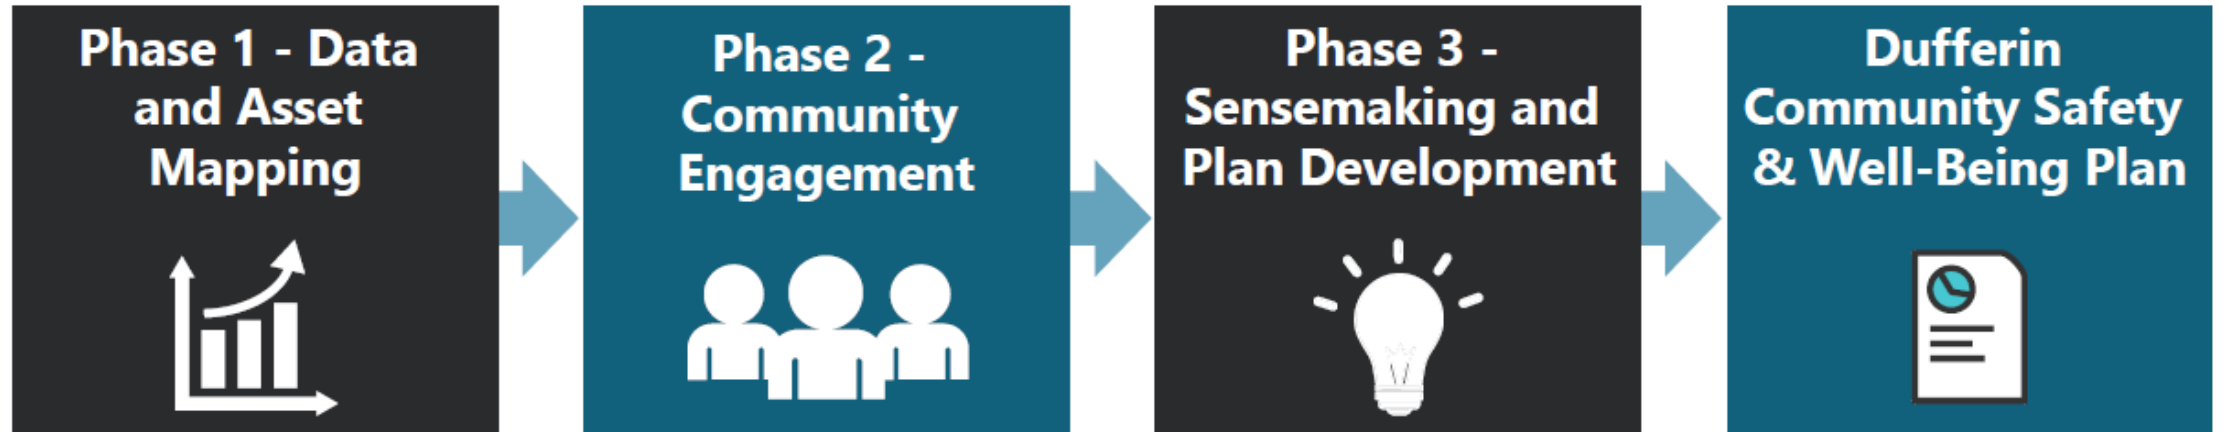 Phase 1 - Data
and Asset
Mapping
Phase 2 -
Community
Engagement
Phase 3 -
Sensemaking and
Plan Development
Dufferin
Community Safety
& Well-Being Plan